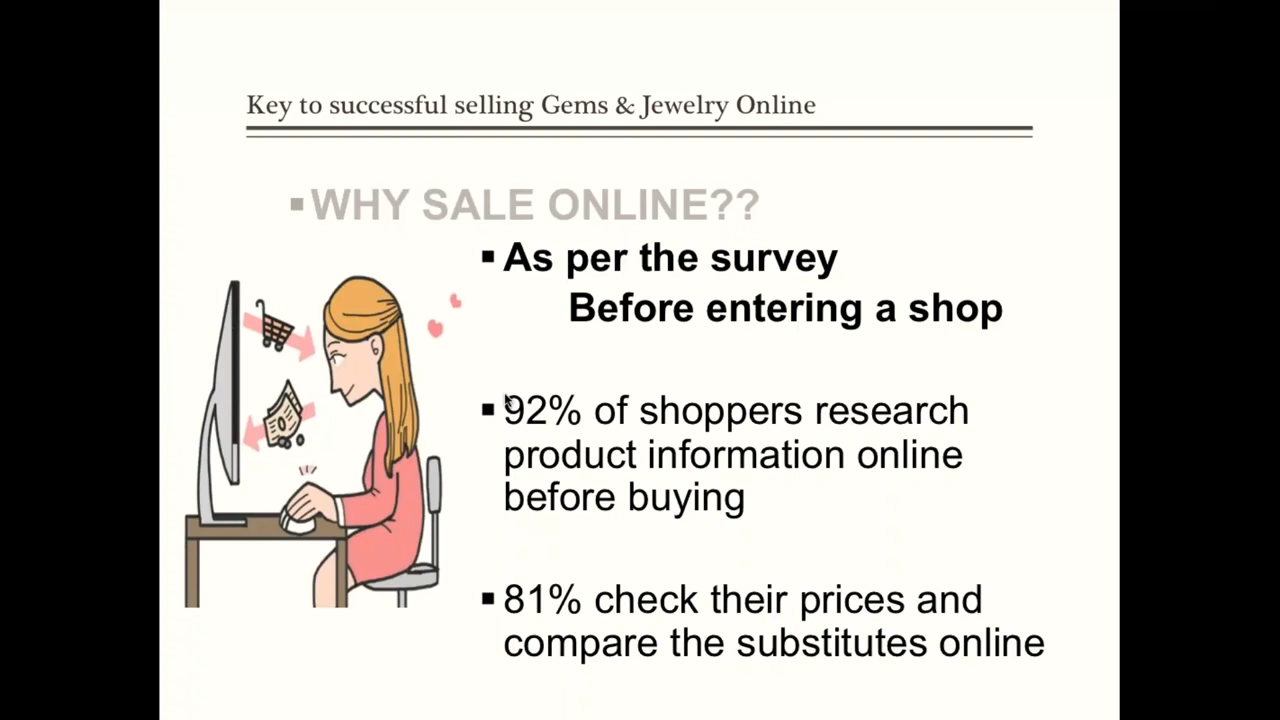 Key to successful selling Gems & Jewelry Online
▪WHY SALE ONLINE??
▪As per the survey
Before entering a shop
▪92% of shoppers research
product information online
before buying
▪81% check their prices and
compare the substitutes online